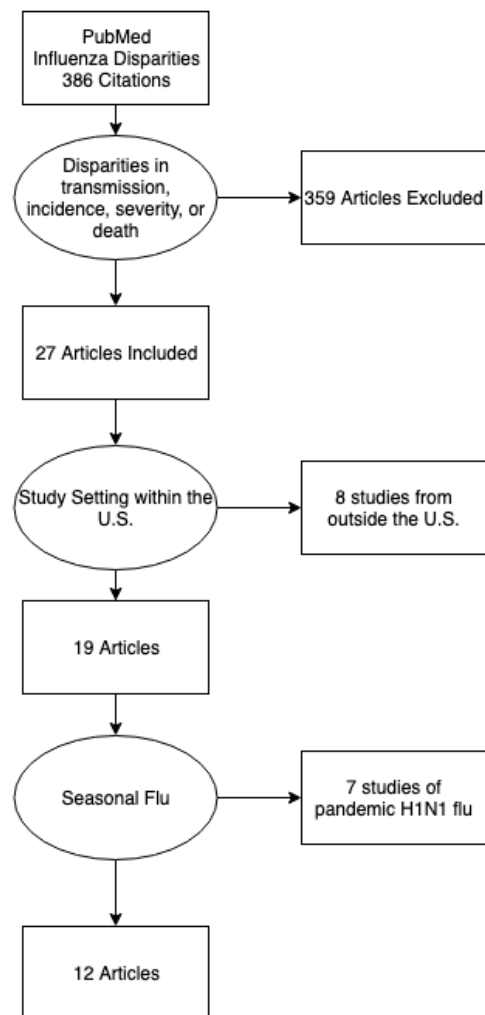 PubMed
Influenza Disparities
386 Citations
Disparities in
transmission,
incidence, severity, or
death
359 Articles Excluded
27 Articles Included
Study Setting within the
U.S.
8 studies from
outside the U.S.
19 Articles
Seasonal Flu
7 studies of
pandemic H1N1 flu
12 Articles